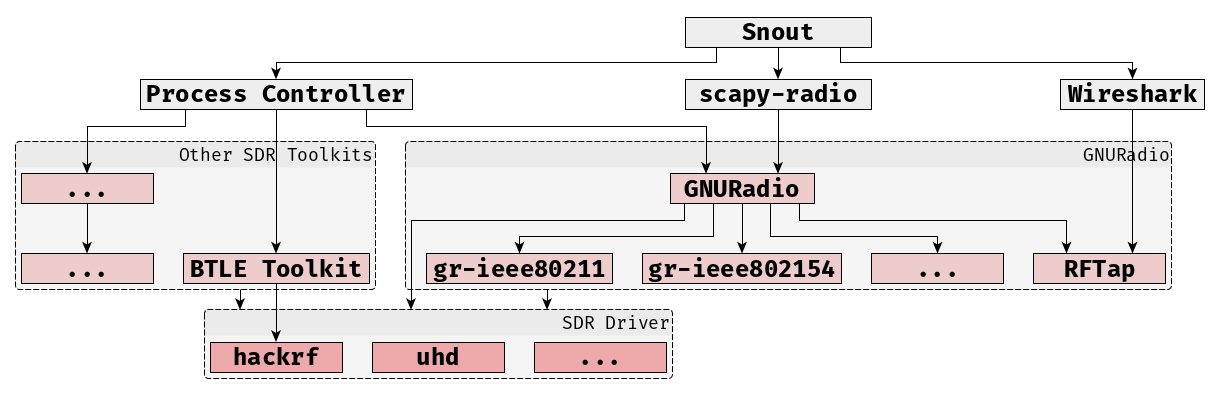 Snout
Process Controller
scapy-radio
Wireshark
Other SDR Toolkits
GNURadio
...
GNURadio
...
BTLE Toolkit
gr-ieee80211
gr-ieee802154
...
RFTap
SDR Driver
hackrf
uhd
...